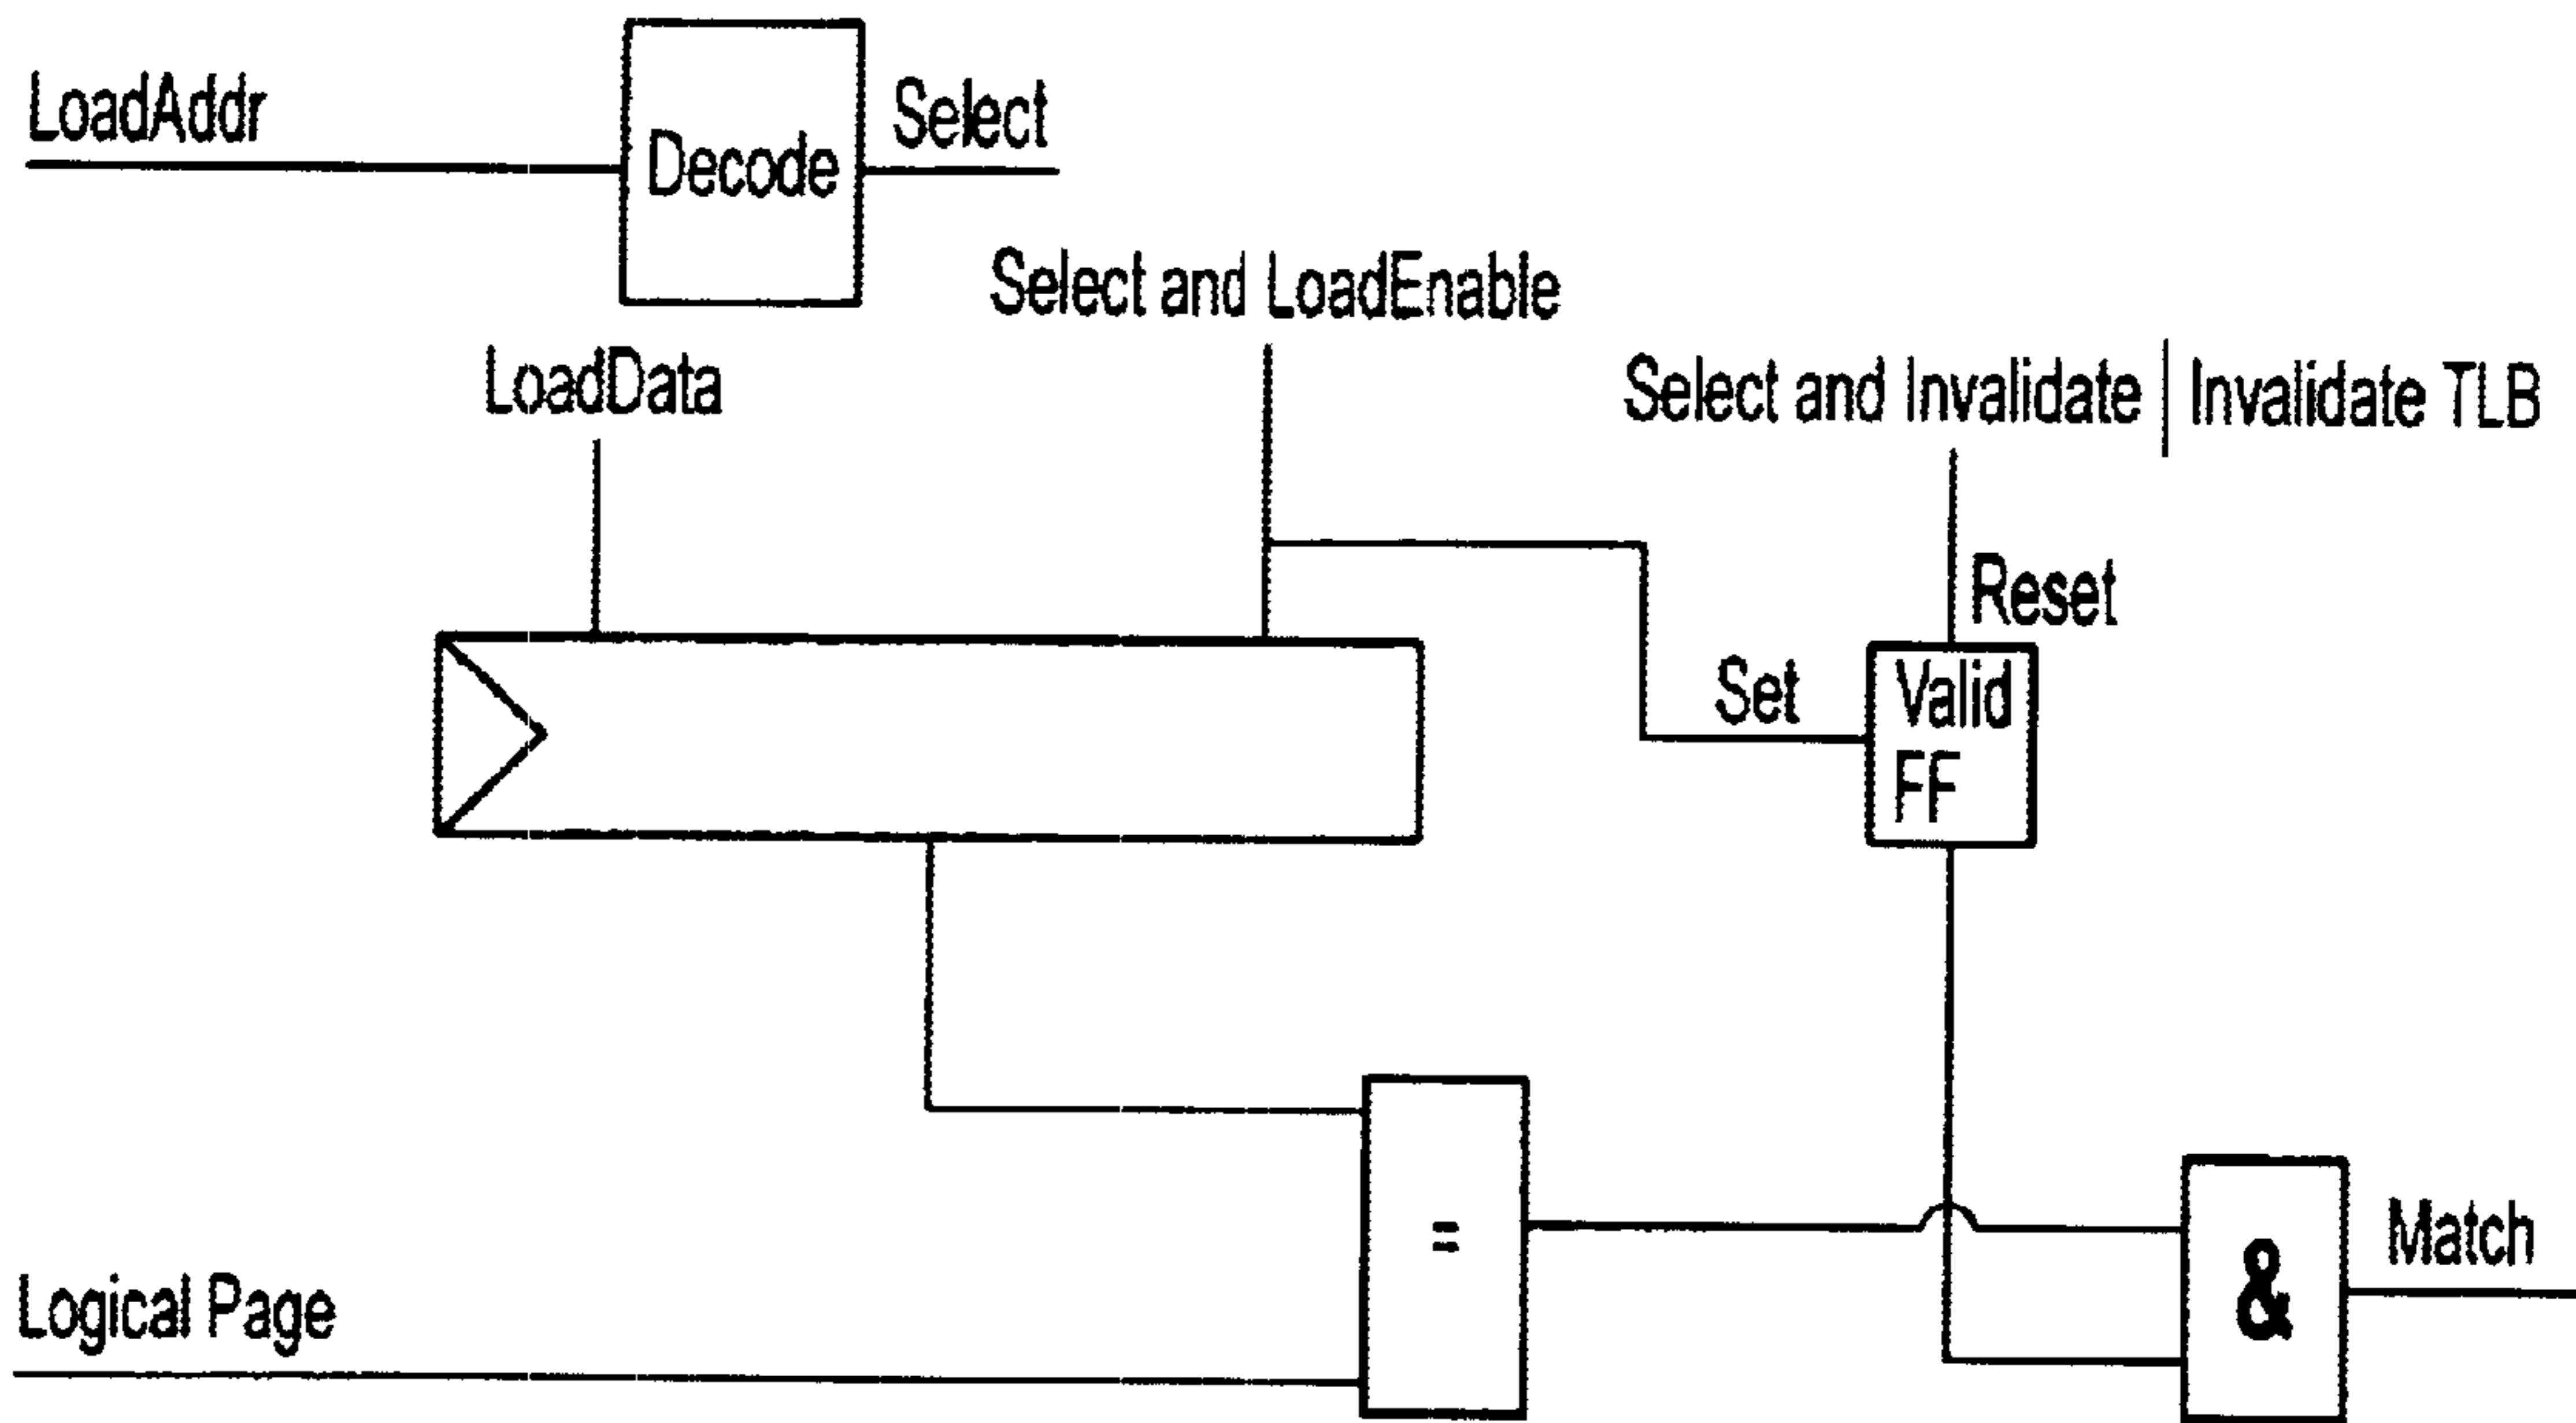 LoadAddr
Decode
Select
Select and LoadEnable
LoadData
Select and Invalidate | Invalidate TLB
Reset
Set
Valid
FF
=
Logical Page
&
Match